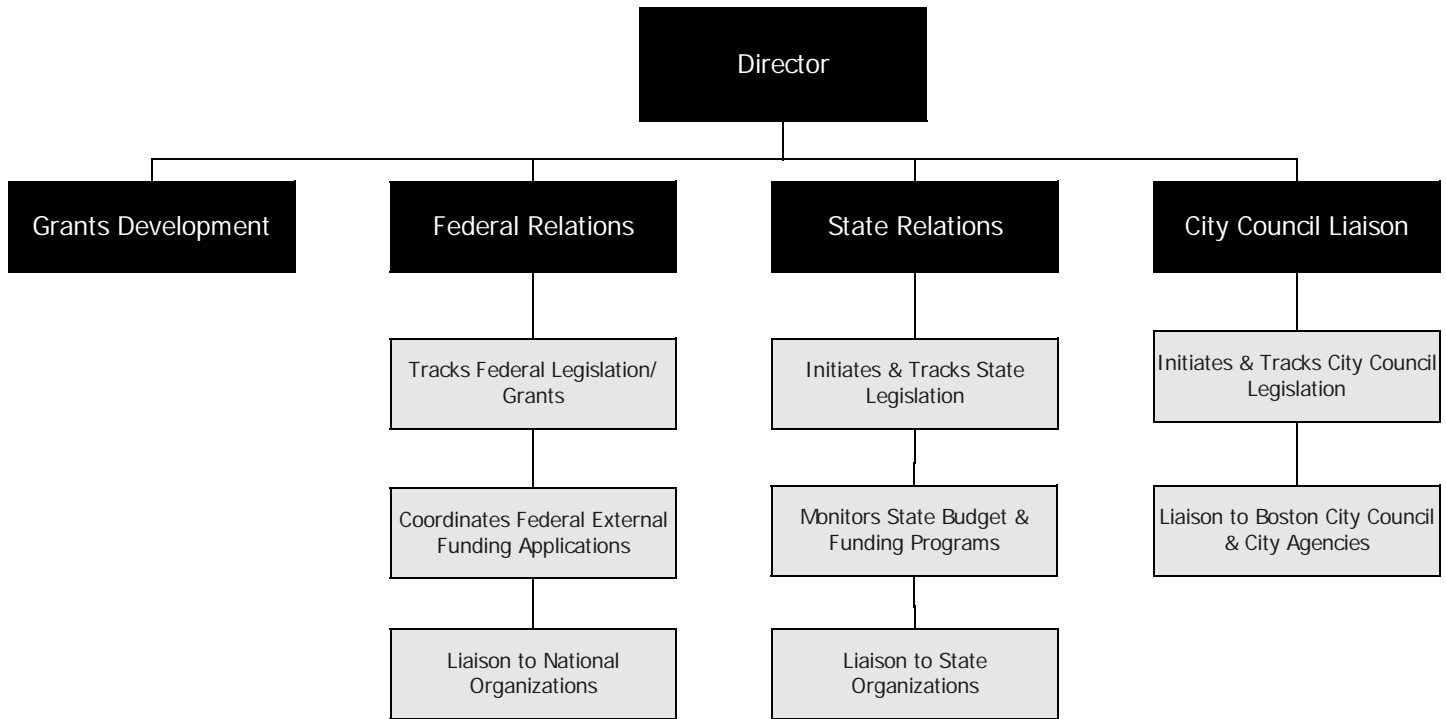 Director
Grants Development
Federal Relations
State Relations
City Council Liaison
Tracks Federal Legislation/
Grants
Initiates & Tracks State
Legislation
Initiates & Tracks City Council
Legislation
Coordinates Federal External
Funding Applications
Monitors State Budget &
Funding Programs
Liaison to Boston City Council
& City Agencies
Liaison to National
Organizations
Liaison to State
Organizations